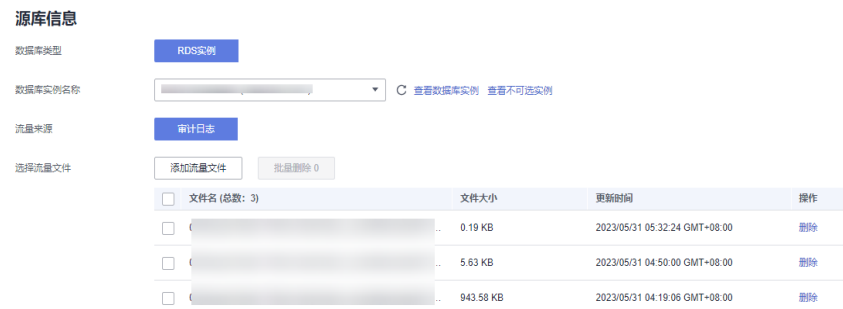 源库信息
数据库类型 RDS实例
数据库实例名称 查看数据库实例 查看不可选实例
流量来源 审计日志
选择流量文件 添加流量文件 批量删除 0
文件名 (总数: 3) 文件大小 更新时间 操作
.. 0.19 KB 2023/05/31 05:32:24 GMT+08:00 删除
.. 5.63 KB 2023/05/31 04:50:00 GMT+08:00 删除
.. 943.58 KB 2023/05/31 04:19:06 GMT+08:00 删除